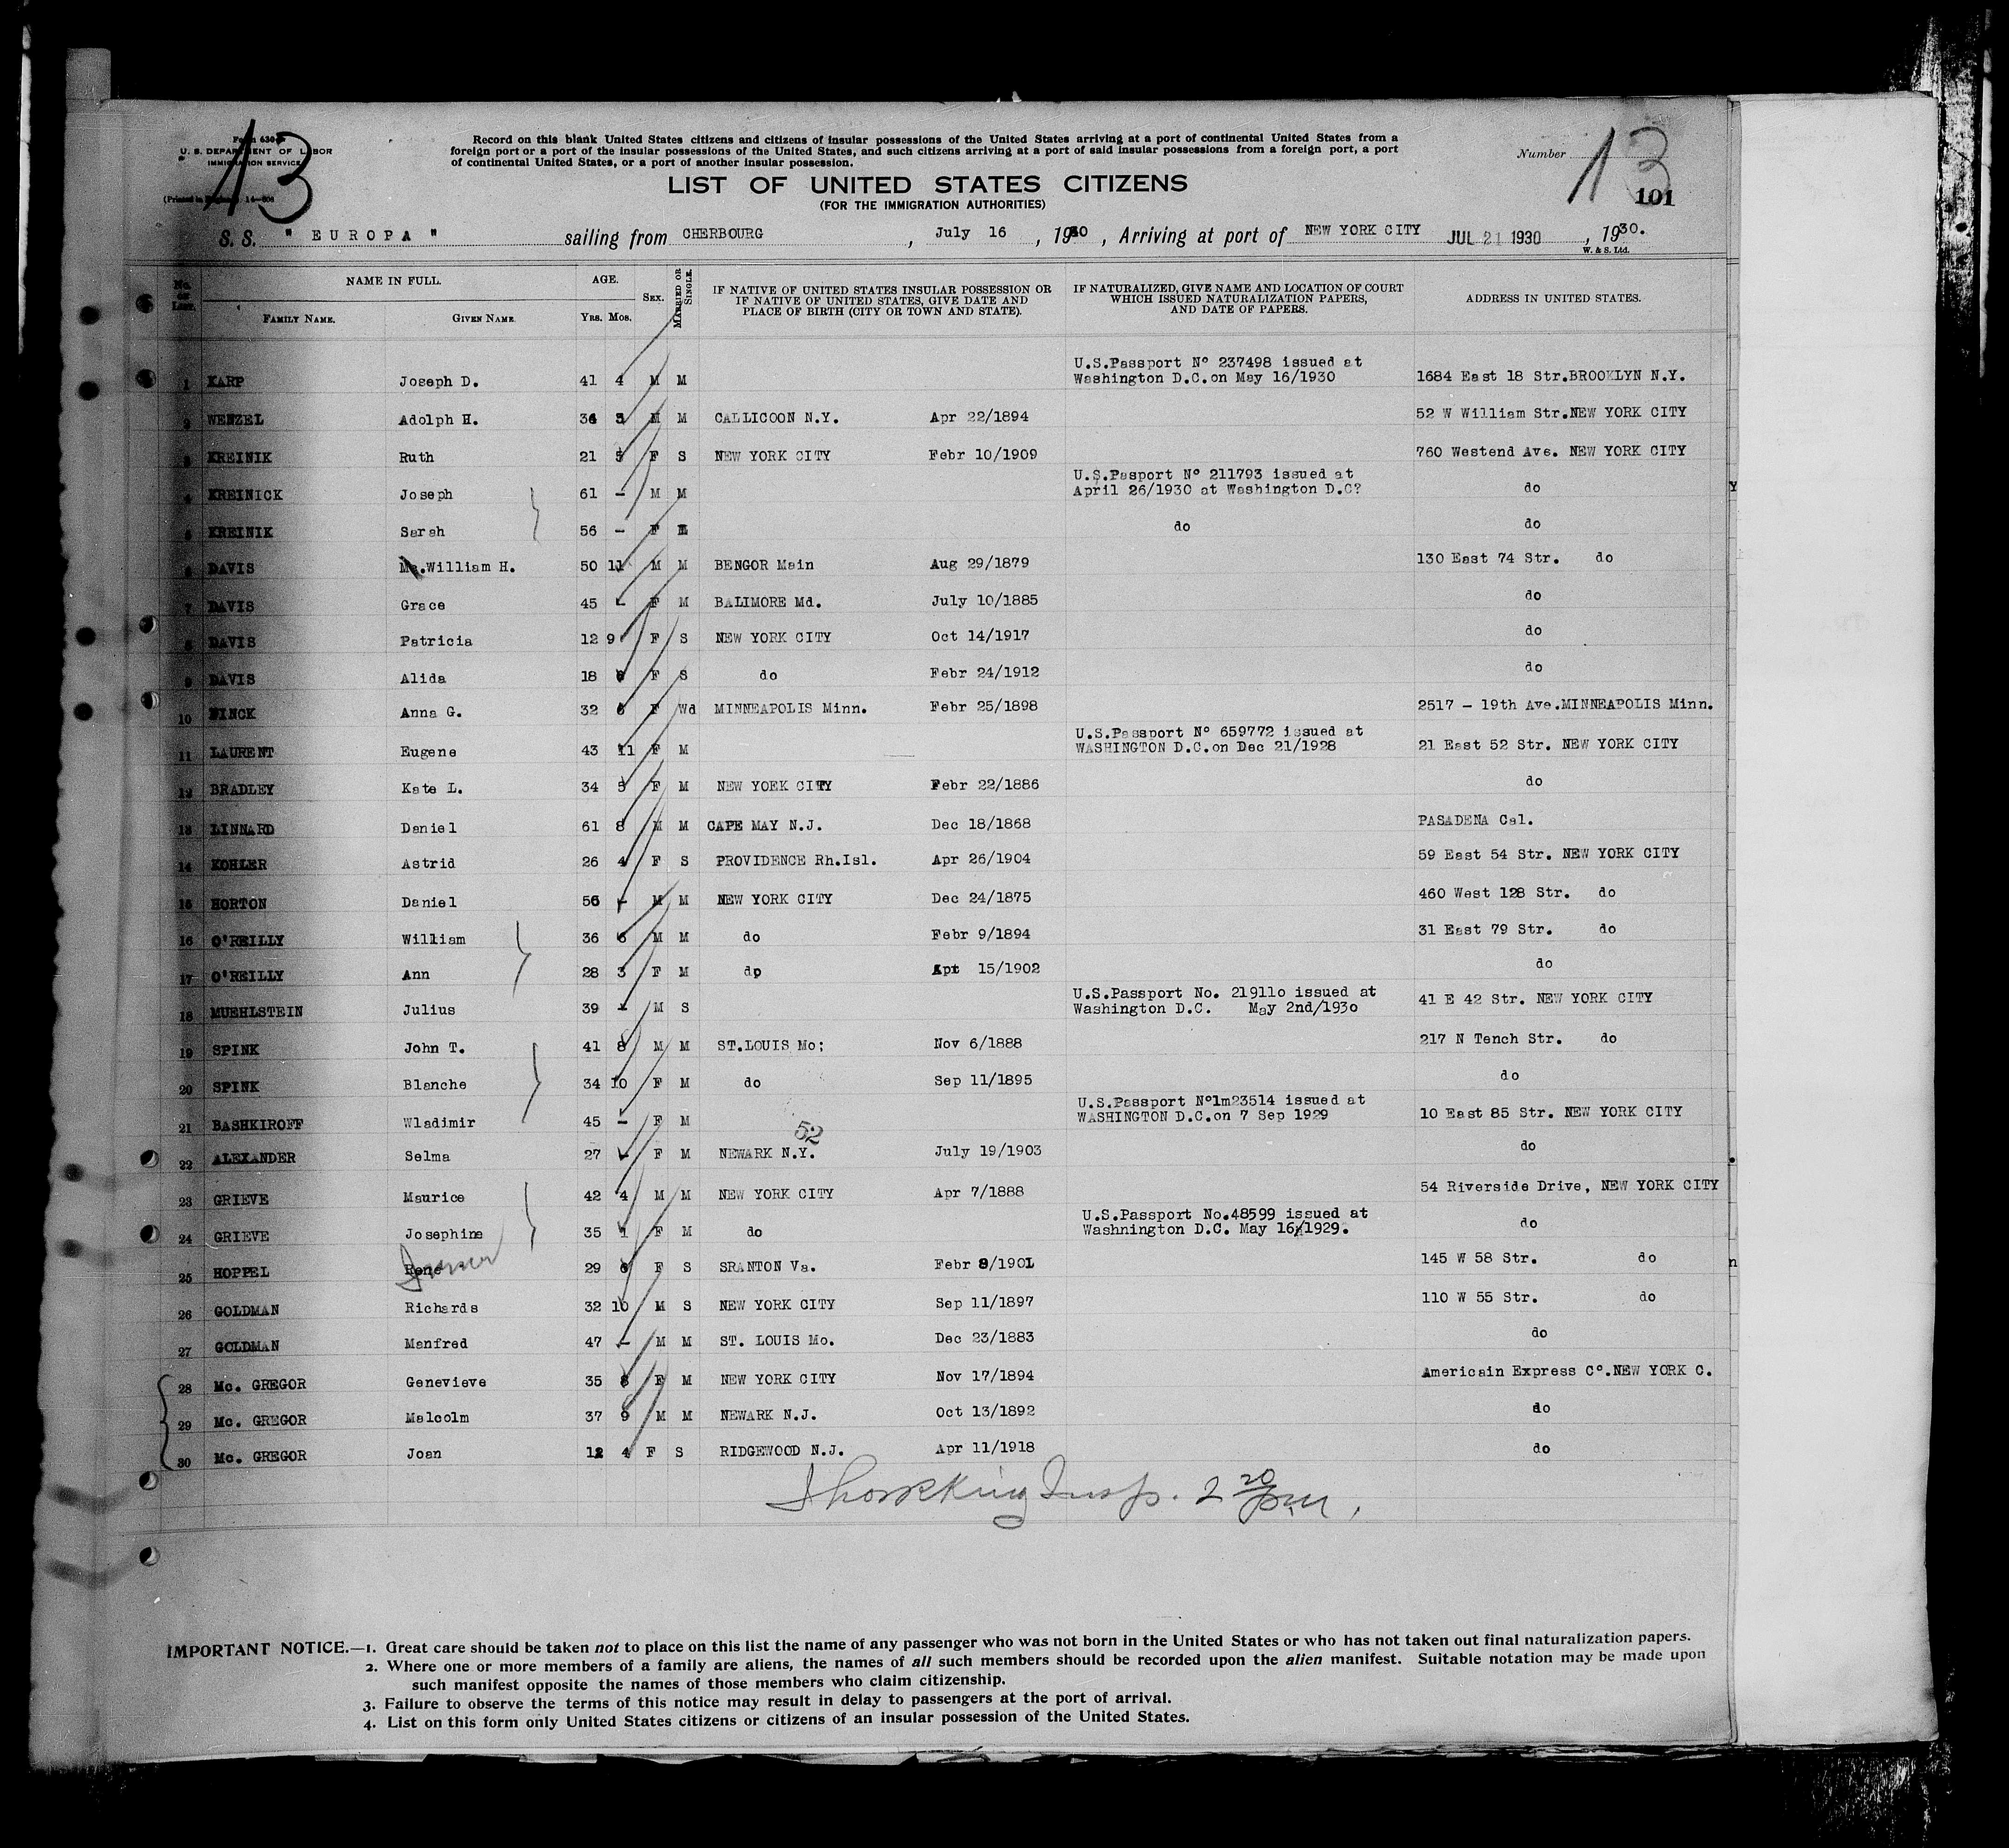 Form 630
U. S. DEPARTMENT OF LABOR
IMMIGRATION SERVICE
13
Record on this blank United States citizens and citizens of insular possessions of the United States arriving at a port of continental United States from a
foreign port or a port of the insular possessions of the United States, and such citizens arriving at a port of said insular possessions from a foreign port, a port
of continental United States, or a port of another insular possession.
Number 13
101
LIST OF UNITED STATES CITIZENS
(FOR THE IMMIGRATION AUTHORITIES)
S. S. " EUROPA " sailing from CHERBOURG , July 16 , 1930 , Arriving at port of NEW YORK CITY JUL 21 1930 , 1930.
W. & S. Ltd.
No. on List. NAME IN FULL. AGE. SEX. MARRIED OR SINGLE. IF NATIVE OF UNITED STATES INSULAR POSSESSION OR IF NATIVE OF UNITED STATES, GIVE DATE AND PLACE OF BIRTH (CITY OR TOWN AND STATE). IF NATURALIZED, GIVE NAME AND LOCATION OF COURT WHICH ISSUED NATURALIZATION PAPERS, AND DATE OF PAPERS. ADDRESS IN UNITED STATES.
FAMILY NAME. GIVEN NAME. YRS. MOS.
U.S.Passport Nº 237498 issued at
1 KARP Joseph D. 41 4 M M Washington D.C.on May 16/1930 1684 East 18 Str.BROOKLYN N.Y.
2 WENZEL Adolph H. 36 3 M M CALLICOON N.Y. Apr 22/1894 52 W William Str.NEW YORK CITY
3 KREINIK Ruth 21 5 F S NEW YORK CITY Febr 10/1909 760 Westend Ave. NEW YORK CITY
U.S.Passport Nº 211793 issued at
4 KREINICK Joseph 61 - M M April 26/1930 at Washington D.C? do
5 KREINIK Sarah 56 - F M do do
6 DAVIS William H. 50 11 M M BENGOR Main Aug 29/1879 130 East 74 Str. do
7 DAVIS Grace 45 - F M BALIMORE Md. July 10/1885 do
8 DAVIS Patricia 12 9 F S NEW YORK CITY Oct 14/1917 do
9 DAVIS Alida 18 F S do Febr 24/1912 do
10 FINCK Anna G. 32 6 F Wd MINNEAPOLIS Minn. Febr 25/1898 2517 - 19th Ave.MINNEAPOLIS Minn.
U.S.Passport Nº 659772 issued at
11 LAURENT Eugene 43 11 F M WASHINGTON D.C.on Dec 21/1928 21 East 52 Str. NEW YORK CITY
12 BRADLEY Kate L. 34 5 F M NEW YOEK CITY Febr 22/1886 do
13 LINNARD Daniel 61 8 M M CAPE MAY N.J. Dec 18/1868 PASADENA Cal.
14 KOHLER Astrid 26 4 F S PROVIDENCE Rh.Isl. Apr 26/1904 59 East 54 Str. NEW YORK CITY
15 HORTON Daniel 56 - M M NEW YORK CITY Dec 24/1875 460 West 128 Str. do
16 O'REILLY William 36 6 M M do Febr 9/1894 31 East 79 Str. do
17 O'REILLY Ann 28 3 F M do Apt 15/1902 do
U.S.Passport No. 21911o issued at
18 MUEHLSTEIN Julius 39 - M S Washington D.C. May 2nd/193o 41 E 42 Str. NEW YORK CITY
19 SPINK John T. 41 8 M M ST.LOUIS Mo; Nov 6/1888 217 N Tench Str. do
20 SPINK Blanche 34 10 F M do Sep 11/1895 do
U.S.Passport Nº1m23514 issued at
21 BASHKIROFF Wladimir 45 - F M WASHINGTON D.C.on 7 Sep 1929 10 East 85 Str. NEW YORK CITY
52
22 ALEXANDER Selma 27 - F M NEWARK N.Y. July 19/1903 do
23 GRIEVE Maurice 42 4 M M NEW YORK CITY Apr 7/1888 54 Riverside Drive, NEW YORK CITY
U.S.Passport No.48599 issued at
24 GRIEVE Josephine 35 1 F M do Washnington D.C. May 16/1929. do
25 HOPPEL Rene 29 6 F S SRANTON Va. Febr 8/1901 145 W 58 Str. do
26 GOLDMAN Richards 32 10 M S NEW YORK CITY Sep 11/1897 110 W 55 Str. do
27 GOLDMAN Manfred 47 - M M ST. LOUIS Mo. Dec 23/1883 do
28 Mc. GREGOR Genevieve 35 8 F M NEW YORK CITY Nov 17/1894 Americain Express Cº.NEW YORK C.
29 Mc. GREGOR Malcolm 37 9 M M NEWARK N.J. Oct 13/1892 do
30 Mc. GREGOR Joan 12 4 F S RIDGEWOOD N.J. Apr 11/1918 do
Insp. 2 20 pm.
IMPORTANT NOTICE.—1. Great care should be taken not to place on this list the name of any passenger who was not born in the United States or who has not taken out final naturalization papers.
2. Where one or more members of a family are aliens, the names of all such members should be recorded upon the alien manifest. Suitable notation may be made upon
such manifest opposite the names of those members who claim citizenship.
3. Failure to observe the terms of this notice may result in delay to passengers at the port of arrival.
4. List on this form only United States citizens or citizens of an insular possession of the United States.